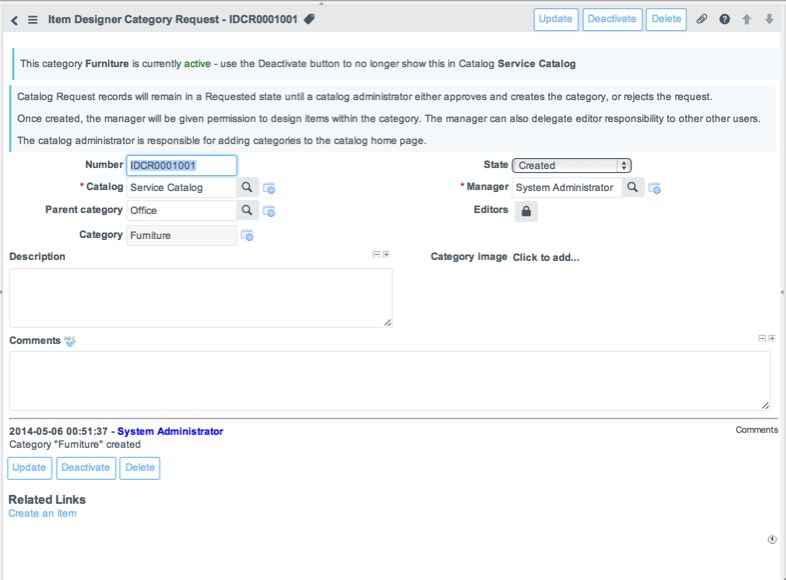 Item Designer Category Request - IDCR0001001
Update Deactivate Delete
This category Furniture is currently active - use the Deactivate button to no longer show this in Catalog Service Catalog
Catalog Request records will remain in a Requested state until a catalog administrator either approves and creates the category, or rejects the request.
Once created, the manager will be given permission to design items within the category. The manager can also delegate editor responsibility to other other users.
The catalog administrator is responsible for adding categories to the catalog home page.
Number IDCR0001001 State Created
* Catalog Service Catalog * Manager System Administrator
Parent category Office Editors
Category Furniture
Description Category image Click to add...
Comments ABC
2014-05-06 00:51:37 - System Administrator Comments
Category "Furniture" created
Update Deactivate Delete
Related Links
Create an item